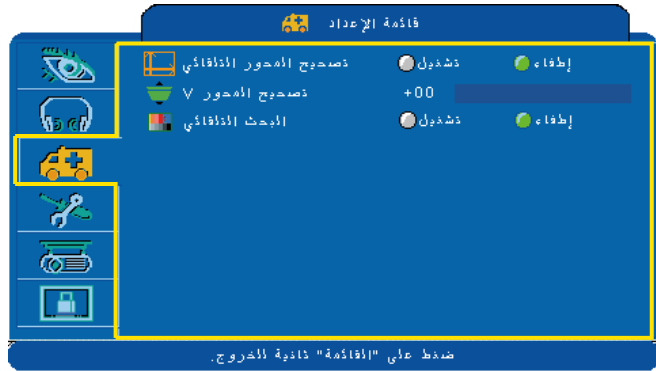 قائمة الإعداد
تصحيح المحور التلقائي تشغيل إطفاء
تصحيح المحور V +00
البحث التلقائي تشغيل إطفاء
ضغط على "القائمة" ثانية للخروج.